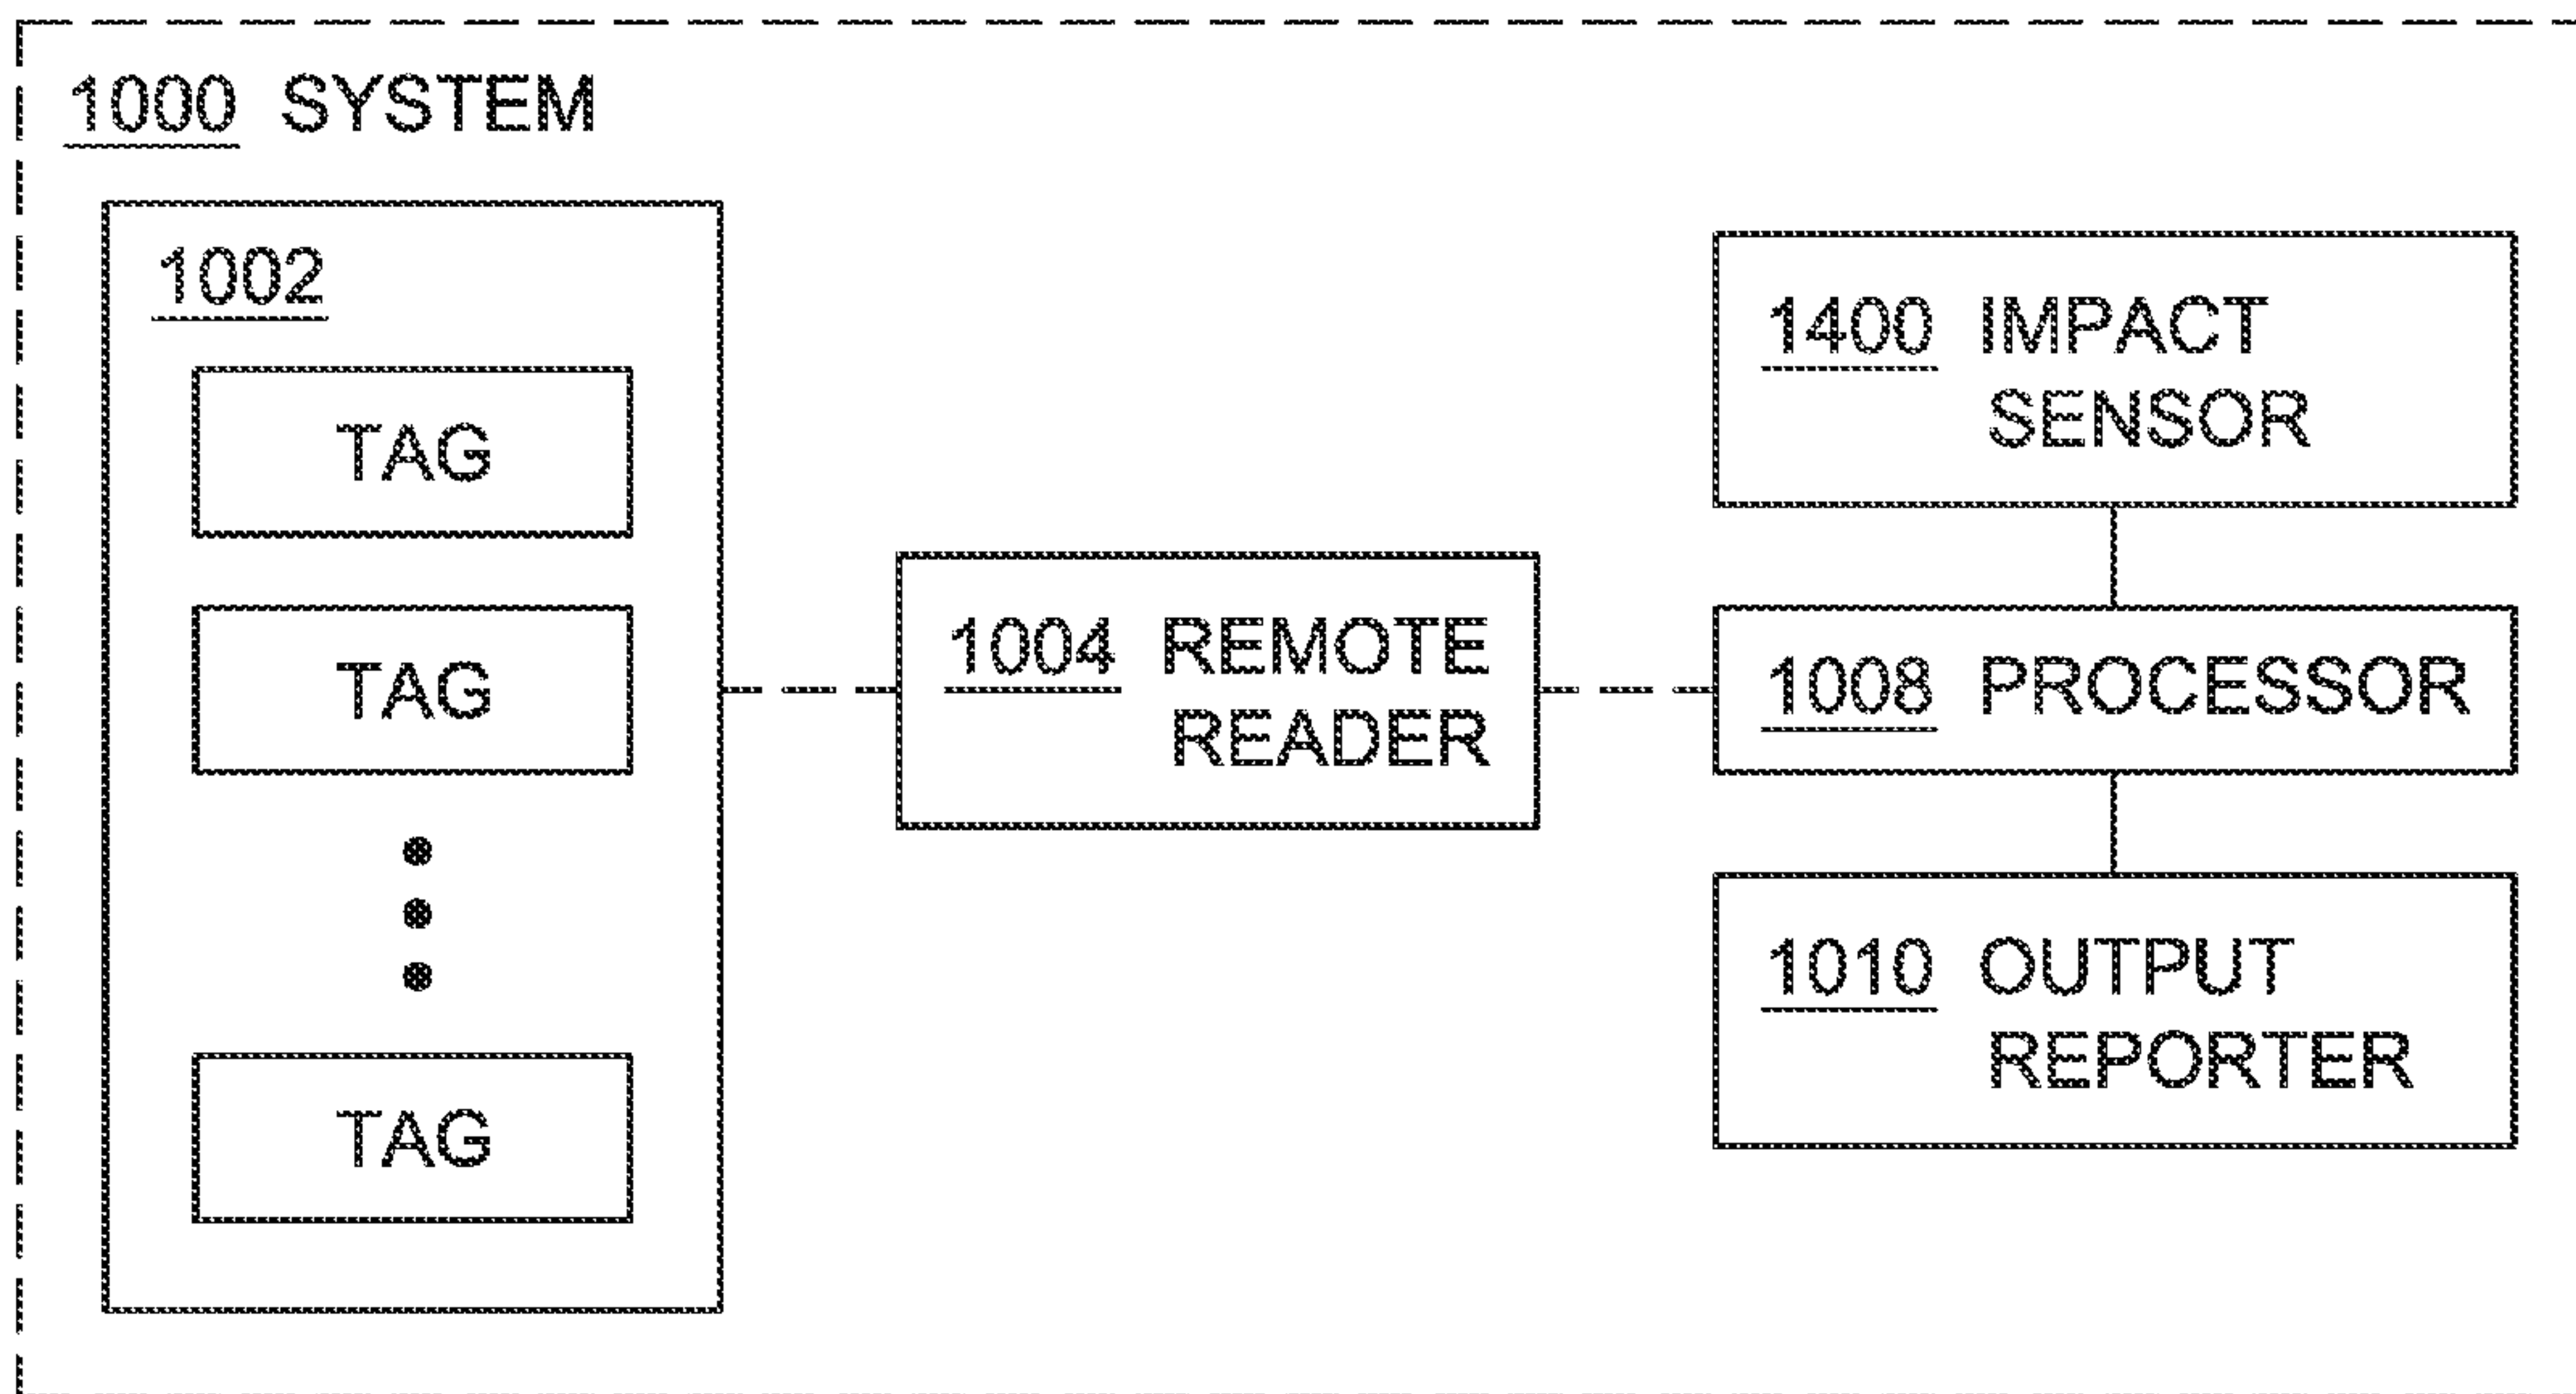 1000 SYSTEM
1002
TAG
TAG
TAG
1004 REMOTE
READER
1400 IMPACT
SENSOR
1008 PROCESSOR
1010 OUTPUT
REPORTER